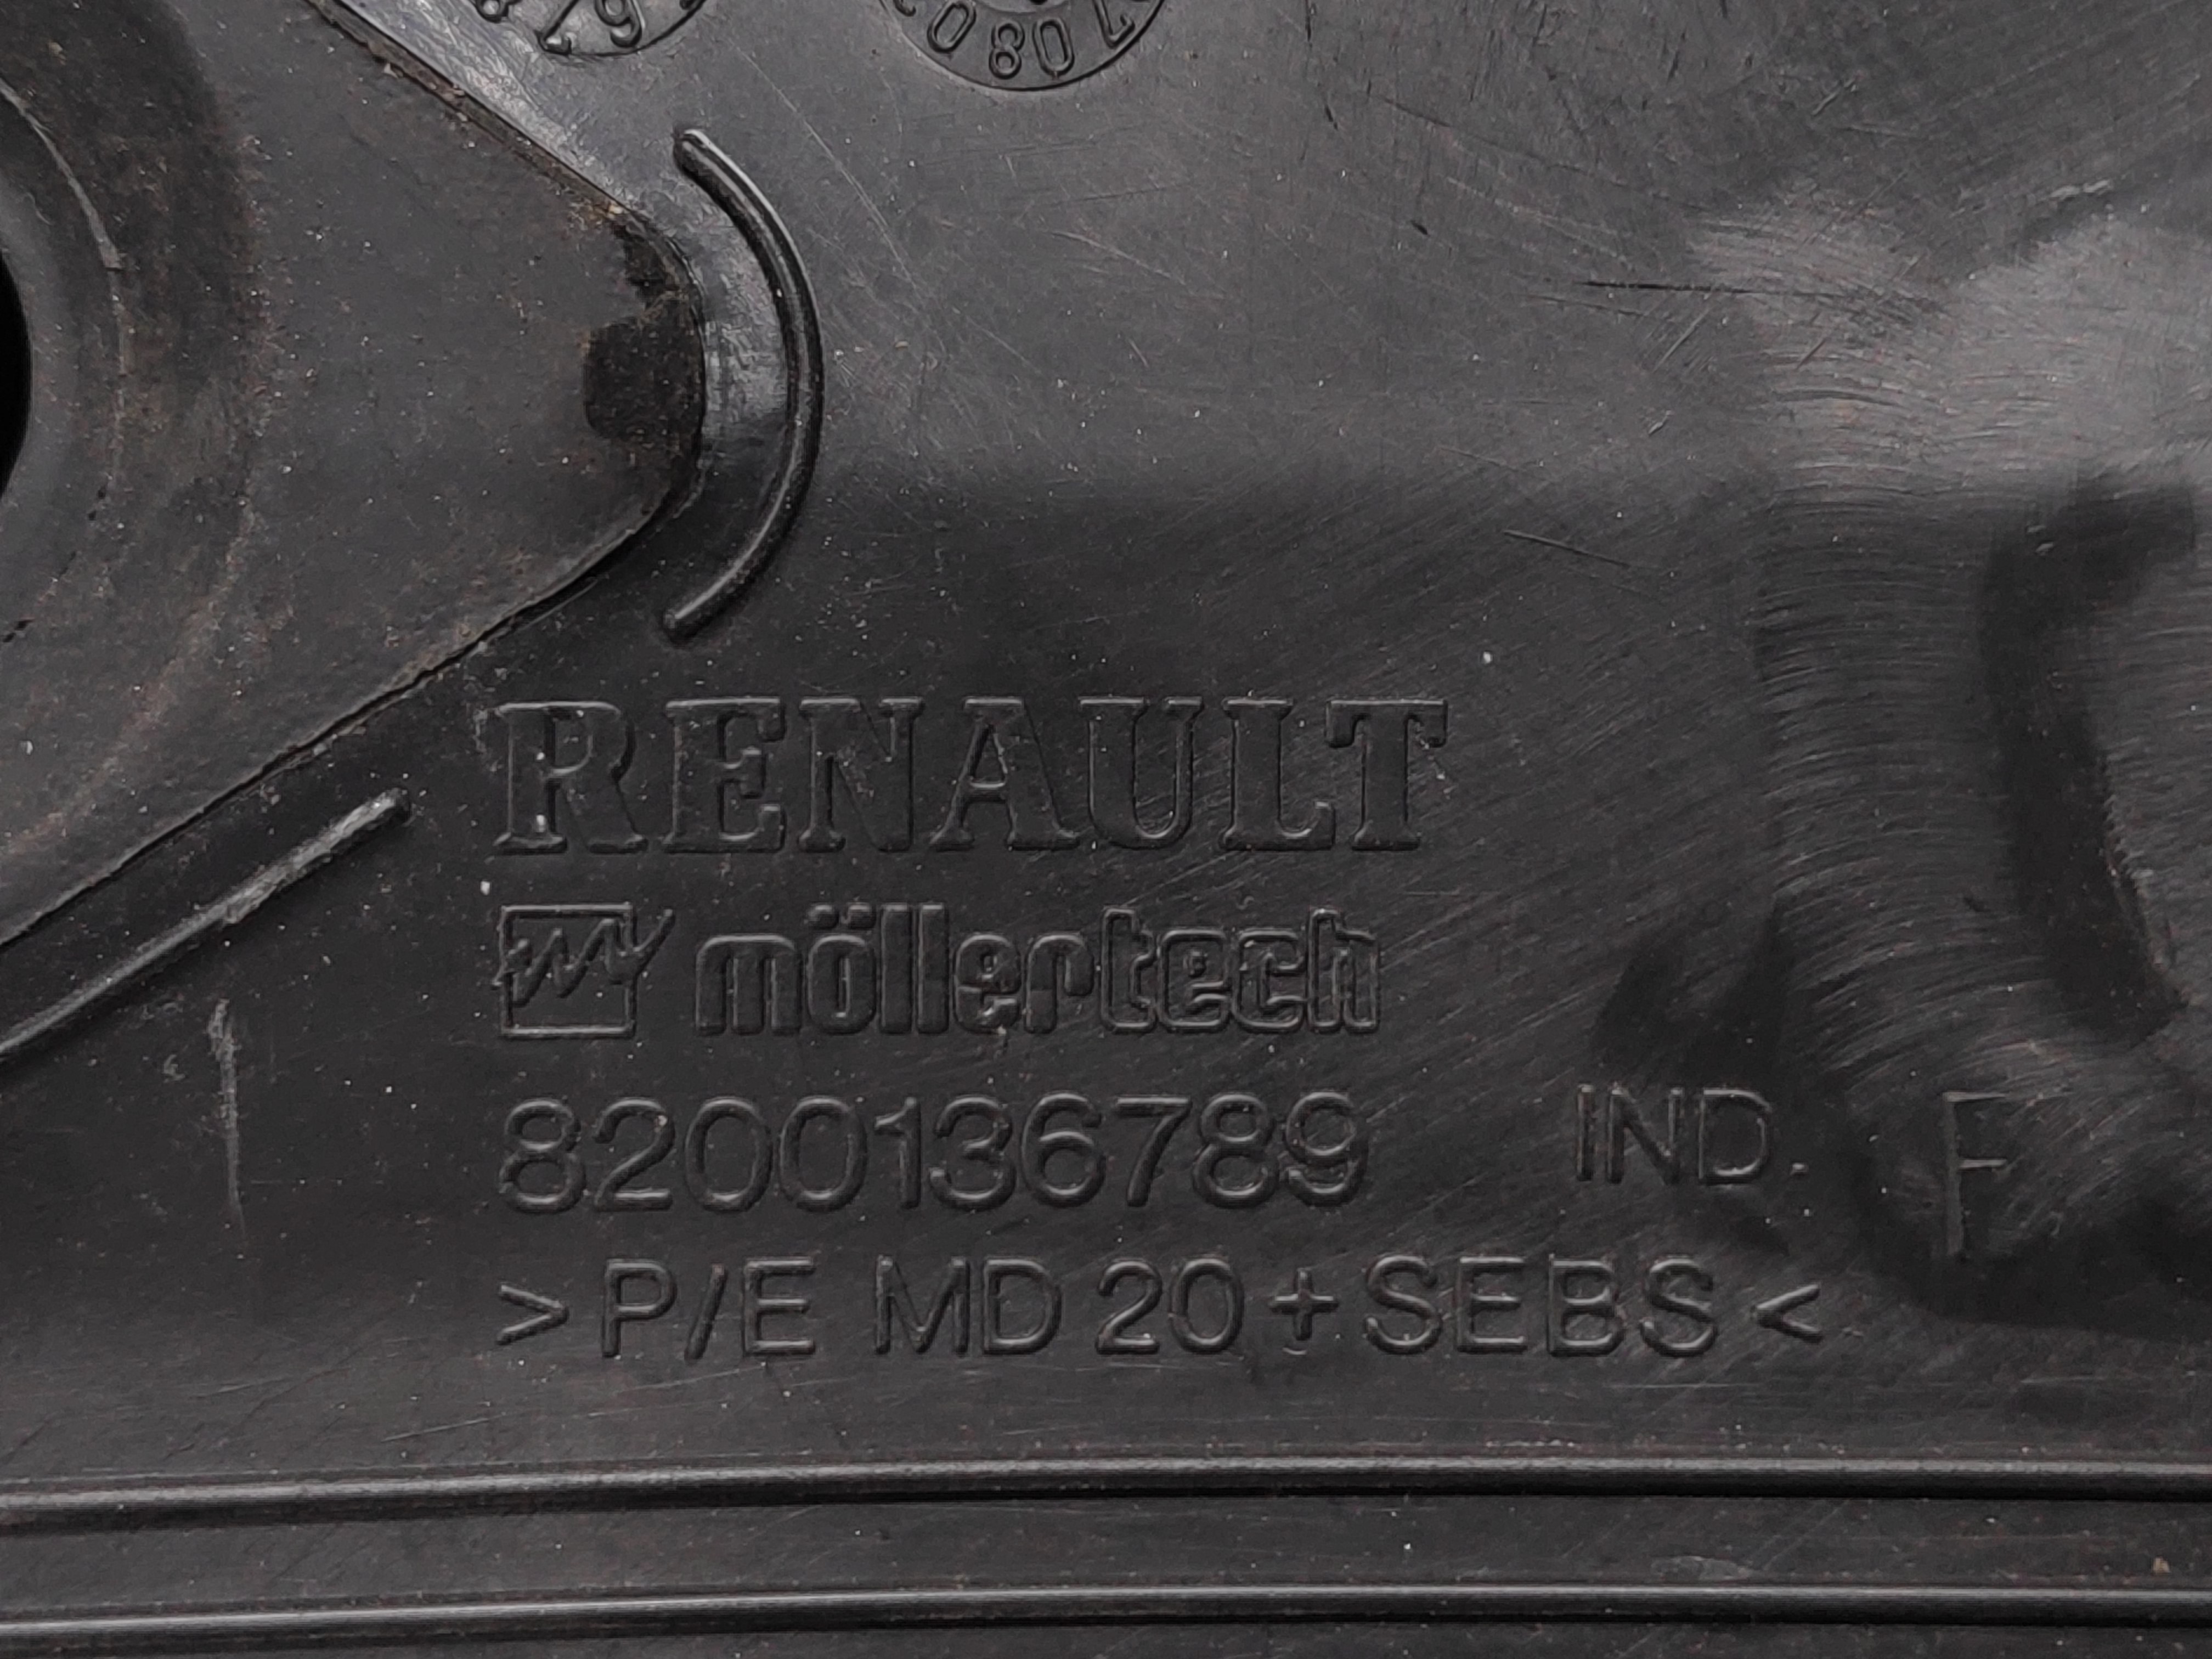 RENAULT
möllertech
8200136789 IND. F
>P/E MD 20+SEBS<